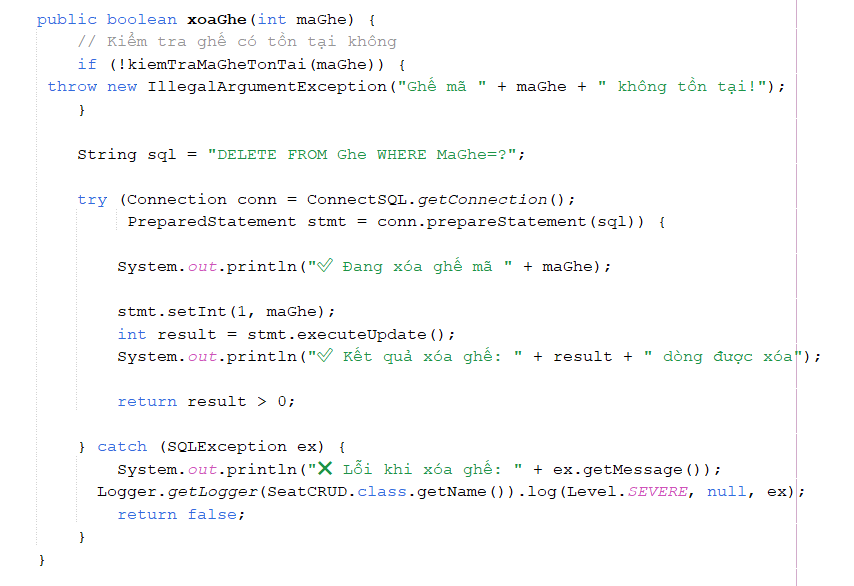 public boolean xoaGhe(int maGhe) {
// Kiểm tra ghế có tồn tại không
if (!kiemTraMaGheTonTai(maGhe)) {
throw new IllegalArgumentException("Ghế mã " + maGhe + " không tồn tại!");
}
String sql = "DELETE FROM Ghe WHERE MaGhe=?";
try (Connection conn = ConnectSQL.getConnection();
PreparedStatement stmt = conn.prepareStatement(sql)) {
System.out.println("✅ Đang xóa ghế mã " + maGhe);
stmt.setInt(1, maGhe);
int result = stmt.executeUpdate();
System.out.println("✅ Kết quả xóa ghế: " + result + " dòng được xóa");
return result > 0;
} catch (SQLException ex) {
System.out.println("❌ Lỗi khi xóa ghế: " + ex.getMessage());
Logger.getLogger(SeatCRUD.class.getName()).log(Level.SEVERE, null, ex);
return false;
}
}